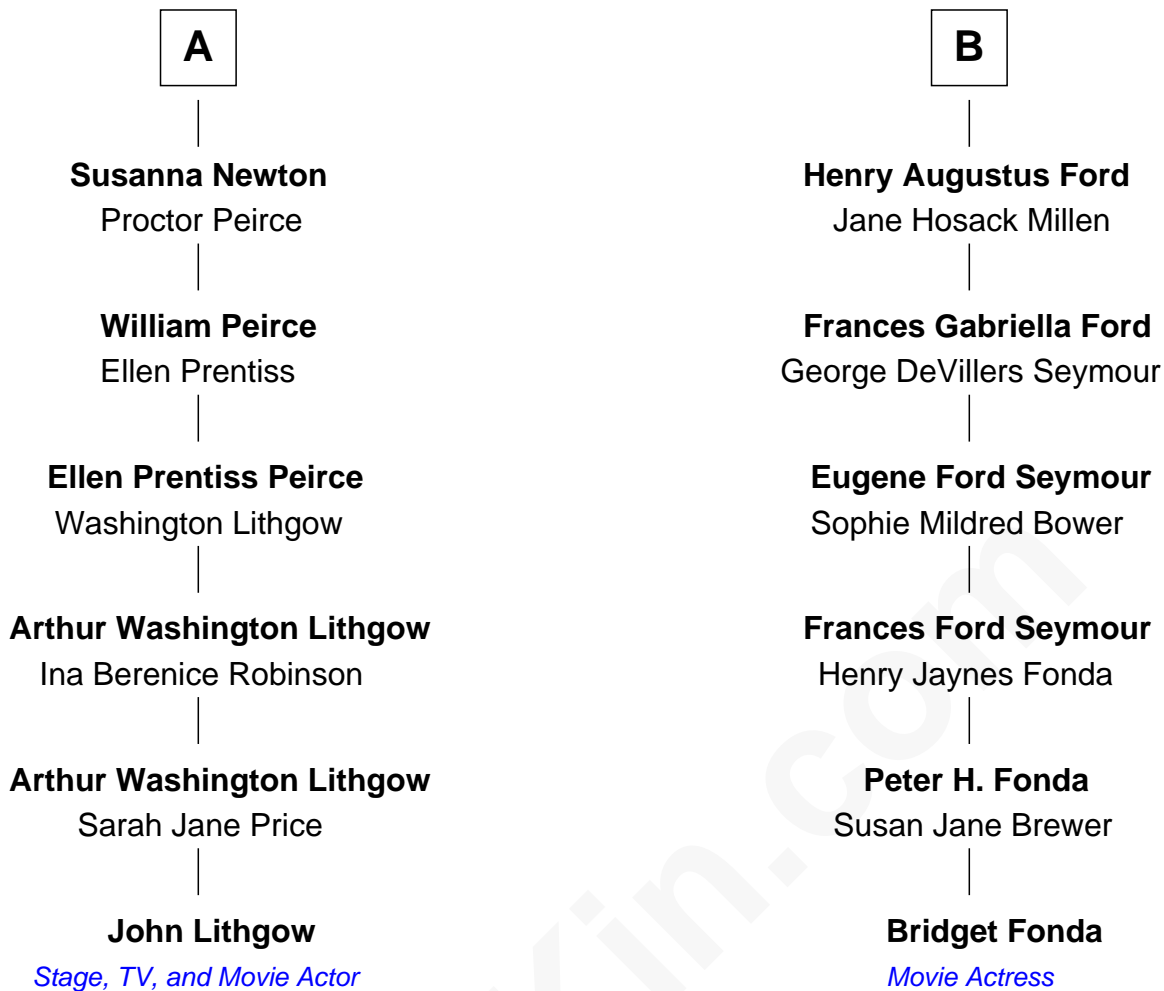 A
Susanna Newton
Proctor Peirce
William Peirce
Ellen Prentiss
Ellen Prentiss Peirce
Washington Lithgow
Arthur Washington Lithgow
Ina Berenice Robinson
Arthur Washington Lithgow
Sarah Jane Price
John Lithgow
Stage, TV, and Movie Actor
B
Henry Augustus Ford
Jane Hosack Millen
Frances Gabriella Ford
George DeVillers Seymour
Eugene Ford Seymour
Sophie Mildred Bower
Frances Ford Seymour
Henry Jaynes Fonda
Peter H. Fonda
Susan Jane Brewer
Bridget Fonda
Movie Actress
Kin.com